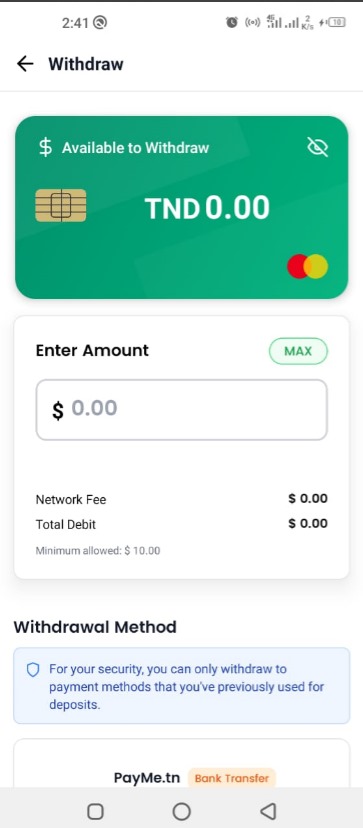 2:41
4G 2 K/s 10
Withdraw
$ Available to Withdraw
TND 0.00
Enter Amount
MAX
$ 0.00
Network Fee $ 0.00
Total Debit $ 0.00
Minimum allowed: $ 10.00
Withdrawal Method
For your security, you can only withdraw to
payment methods that you've previously used for
deposits.
PayMe.tn Bank Transfer